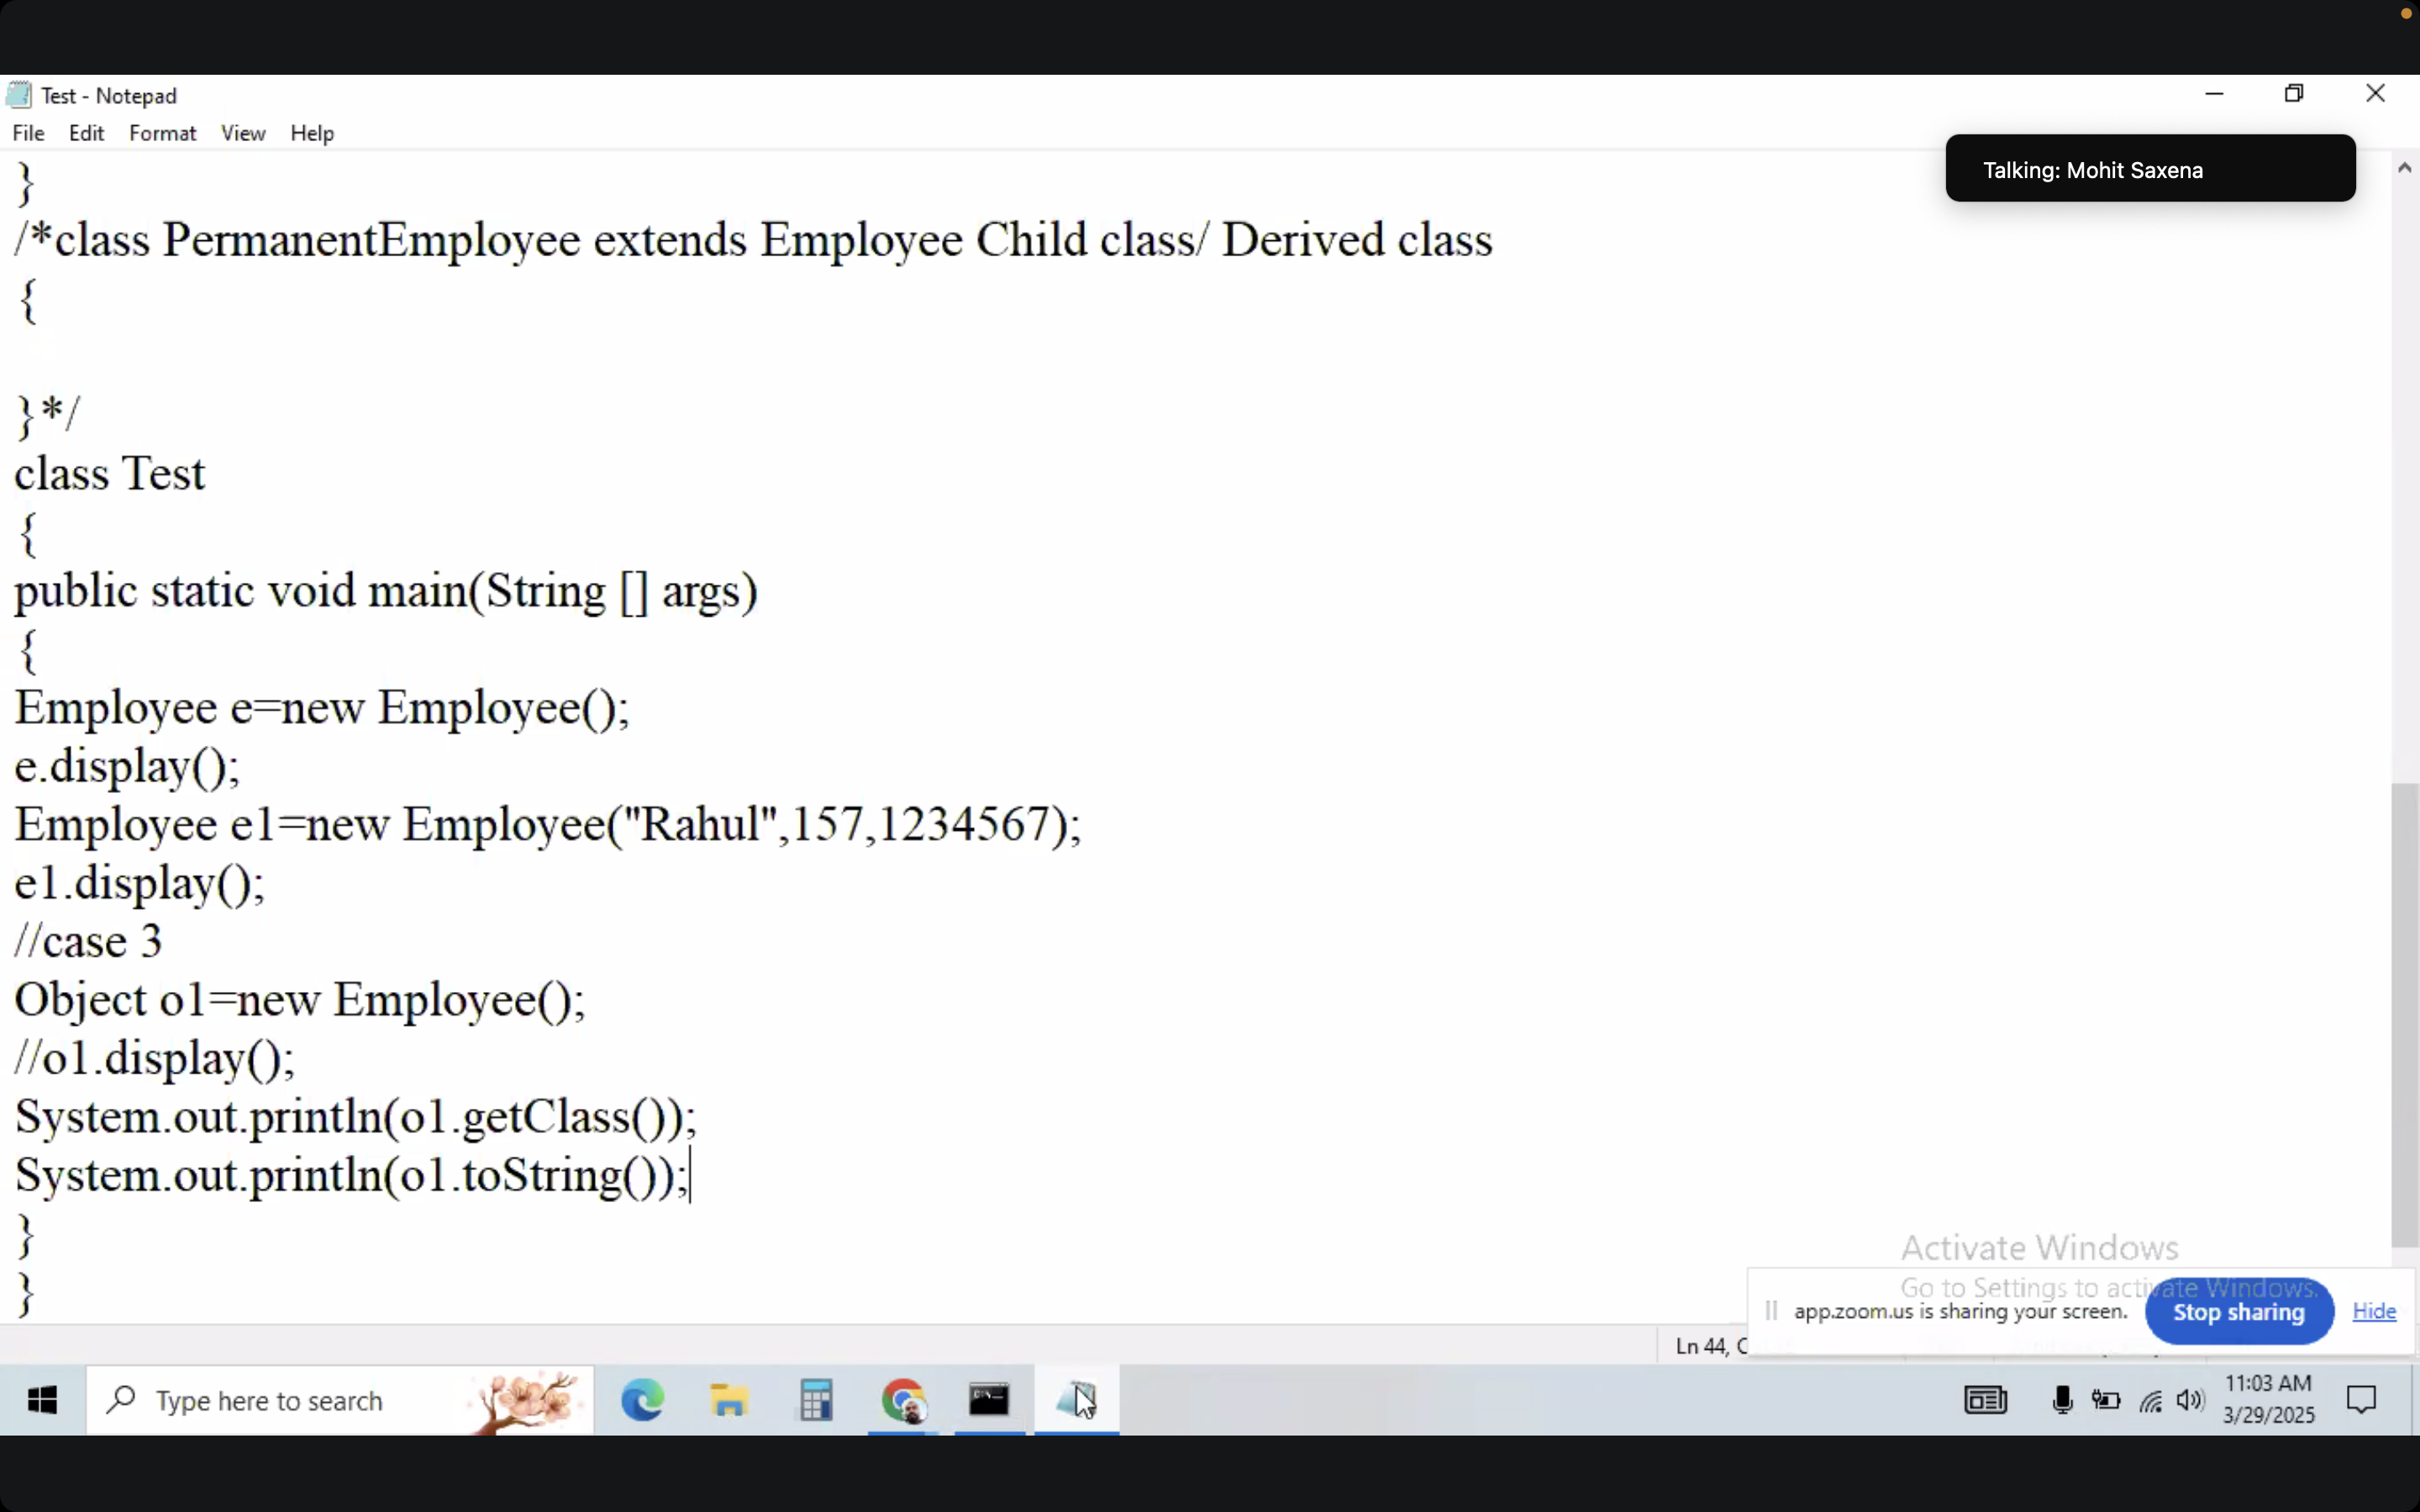 Test - Notepad
File Edit Format View Help
Talking: Mohit Saxena
}
/*class PermanentEmployee extends Employee Child class/ Derived class
{
}*/
class Test
{
public static void main(String [] args)
{
Employee e=new Employee();
e.display();
Employee e1=new Employee("Rahul",157,1234567);
e1.display();
//case 3
Object o1=new Employee();
//o1.display();
System.out.println(o1.getClass());
System.out.println(o1.toString());
}
}
Activate Windows
Go to Settings to activate Windows.
app.zoom.us is sharing your screen. Stop sharing Hide
Ln 44, C
Type here to search
11:03 AM
3/29/2025